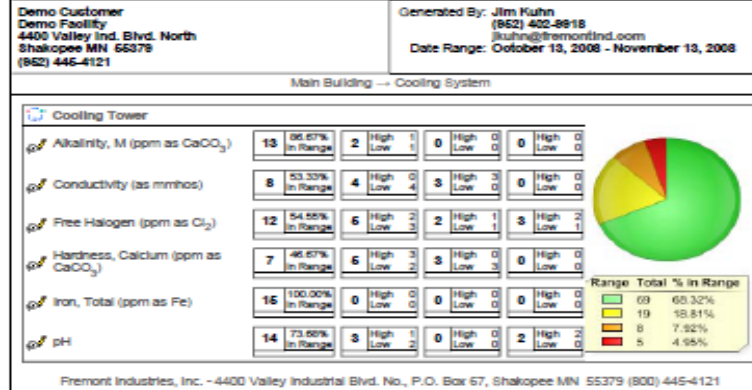 Demo Customer
Demo Facility
4400 Valley Ind. Blvd. North
Shakopee MN 55379
(952) 445-4121
Generated By: Jim Kuhn
(952) 402-8918
jkuhn@fremontind.com
Date Range: October 13, 2008 - November 13, 2008
Main Building → Cooling System
Cooling Tower
Alkalinity, M (ppm as CaCO₃) 13 86.67% In Range 2 High 1 Low 1 0 High 0 Low 0 0 High 0 Low 0
Conductivity (as mmhos) 8 53.33% In Range 4 High 0 Low 4 3 High 3 Low 0 0 High 0 Low 0
Free Halogen (ppm as Cl₂) 12 54.55% In Range 5 High 2 Low 3 2 High 1 Low 1 3 High 2 Low 1
Hardness, Calcium (ppm as CaCO₃) 7 46.67% In Range 5 High 3 Low 2 3 High 0 Low 3 0 High 0 Low 0
Iron, Total (ppm as Fe) 15 100.00% In Range 0 High 0 Low 0 0 High 0 Low 0 0 High 0 Low 0
pH 14 73.68% In Range 3 High 1 Low 2 0 High 0 Low 0 2 High 2 Low 0
Range Total % in Range
69 68.32%
19 18.81%
8 7.92%
5 4.95%
Fremont Industries, Inc. - 4400 Valley Industrial Blvd. No., P.O. Box 67, Shakopee MN 55379 (800) 445-4121